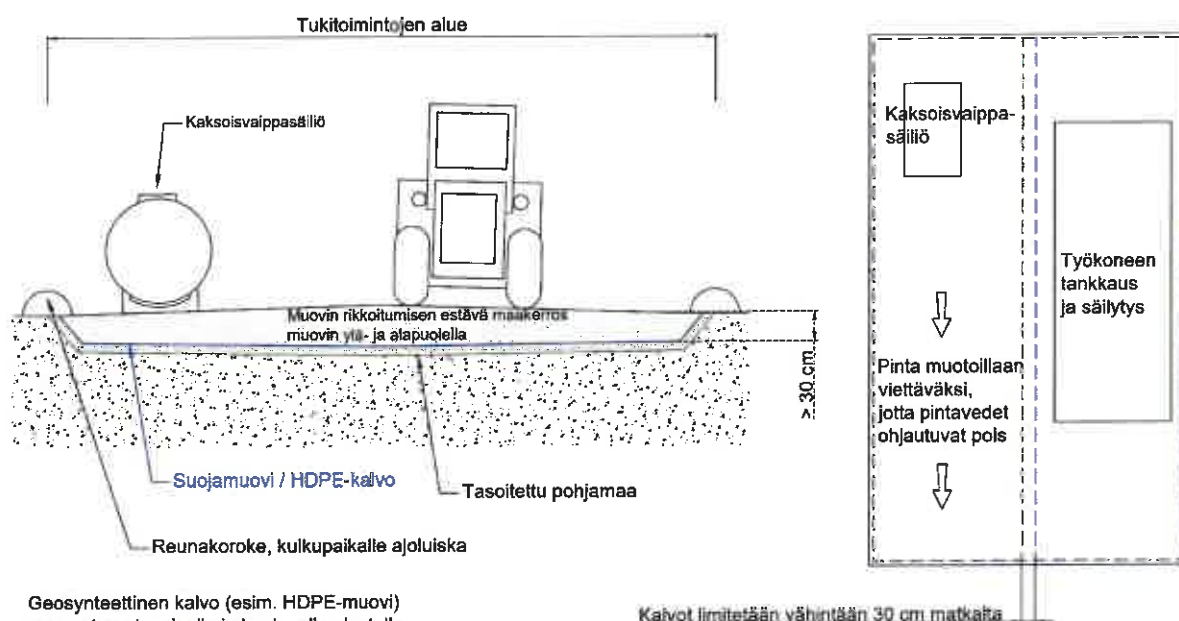 Tukitoimintojen alue
Kaksoisvaippasäiliö
Muovin rikkoitumisen estävä maakerros
muovin ylä- ja alapuolella
> 30 cm
Suojamuovi / HDPE-kalvo
Tasoitettu pohjamaa
Reunakoroke, kulkupaikalle ajoluiska
Geosynteettinen kalvo (esim. HDPE-muovi)
Kaksoisvaippa-
säiliö
Työkoneen
tankkaus
ja säilytys
Pinta muotoillaan
viettäväksi,
jotta pintavedet
ohjautuvat pois
Kalvot limitetään vähintään 30 cm matkalta